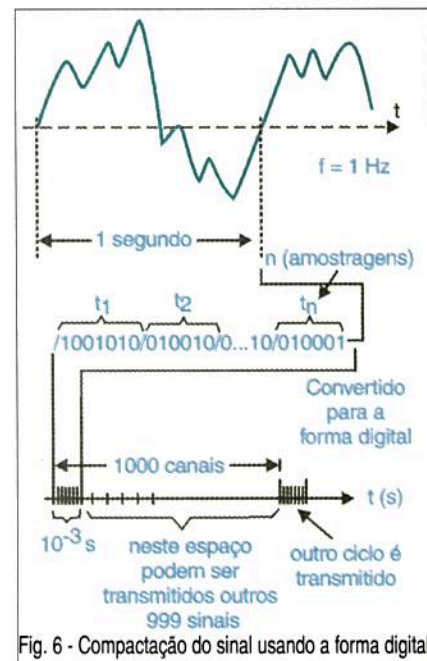 t
f = 1 Hz
1 segundo
n (amostragens)
t1 t2 tn
/1001010/010010/0...10/010001
Convertido
para a
forma digital
1000 canais
t (s)
10-3 s
neste espaço
podem ser
transmitidos outros
999 sinais
outro ciclo é
transmitido
Fig. 6 - Compactação do sinal usando a forma digital